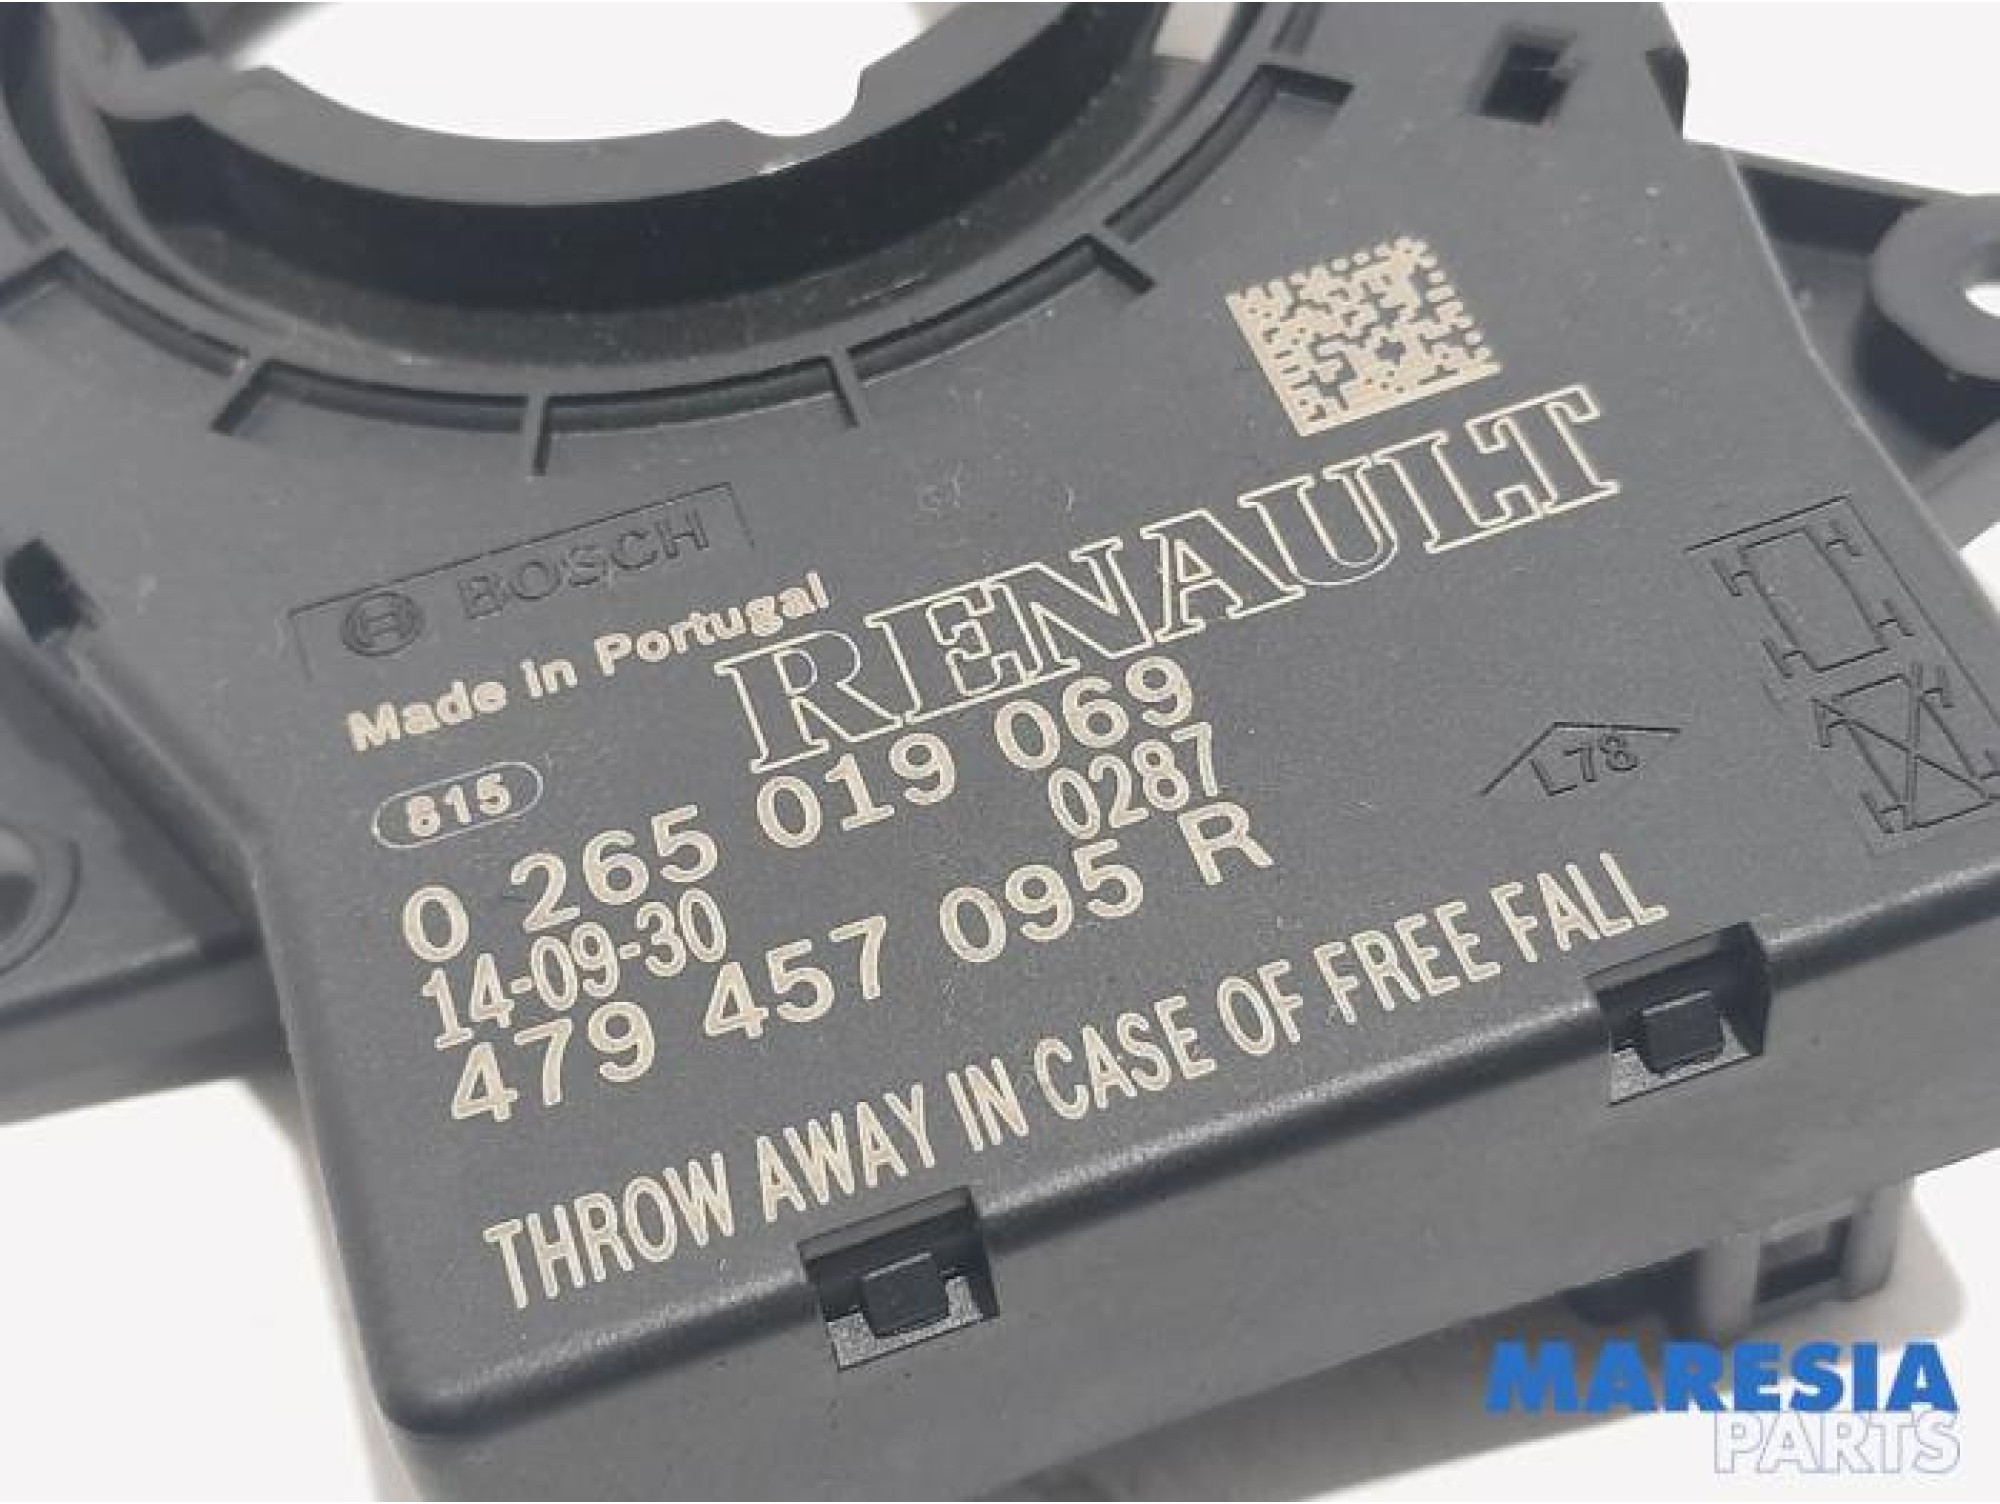 BOSCH
Made in Portugal
RENAULT
815
0 265 019 069
14-09-30 0287
479 457 095 R
L78
THROW AWAY IN CASE OF FREE FALL
MARESIA
PARTS